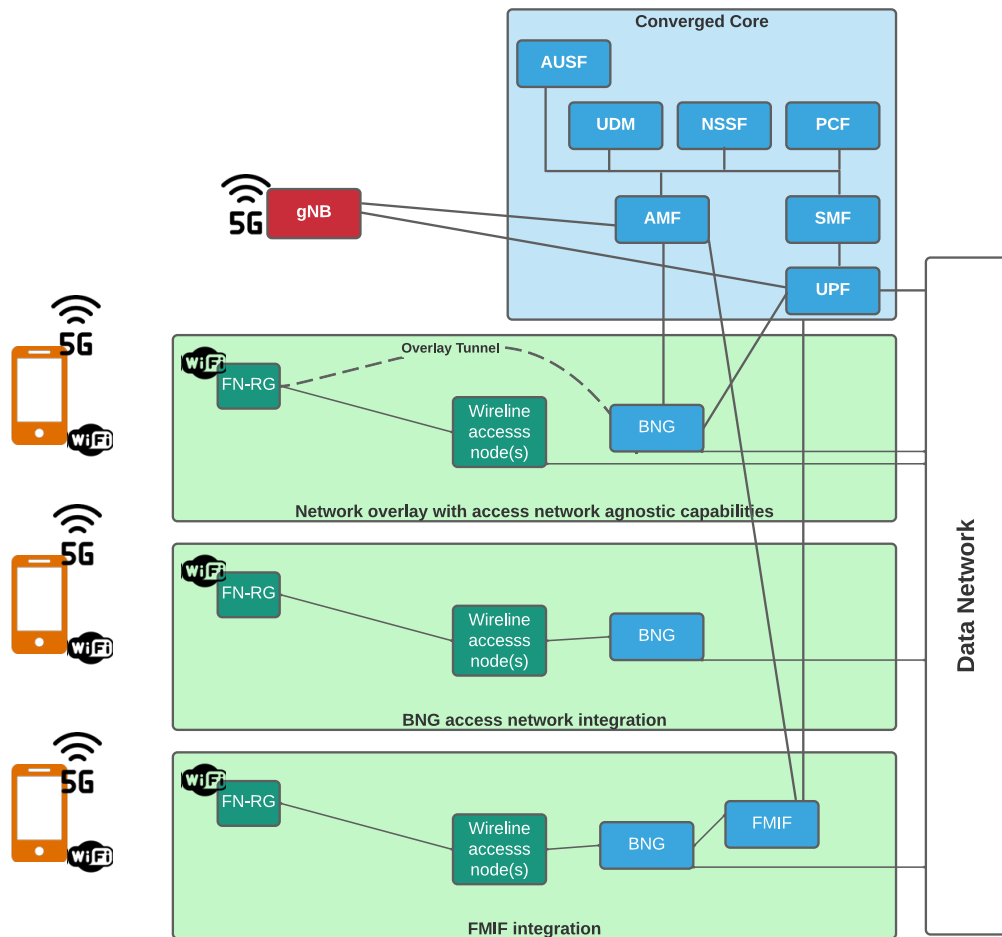 Converged Core
AUSF
UDM
NSSF
PCF
5G
gNB
AMF
SMF
UPF
5G
WiFi
Overlay Tunnel
WiFi
FN-RG
Wireline
accesss
node(s)
BNG
Network overlay with access network agnostic capabilities
5G
WiFi
WiFi
FN-RG
Wireline
accesss
node(s)
BNG
BNG access network integration
5G
WiFi
WiFi
FN-RG
Wireline
accesss
node(s)
BNG
FMIF
FMIF integration
Data Network